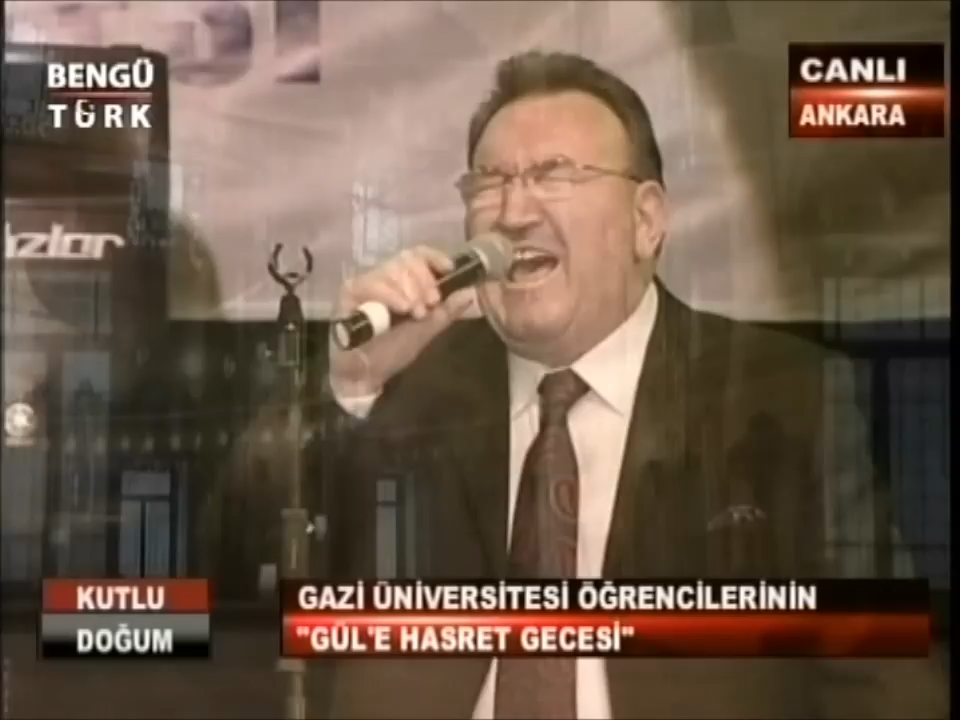 BENGÜ
TÜRK
CANLI
ANKARA
KUTLU
DOĞUM
GAZİ ÜNİVERSİTESİ ÖĞRENCİLERİNİN
"GÜL'E HASRET GECESİ"